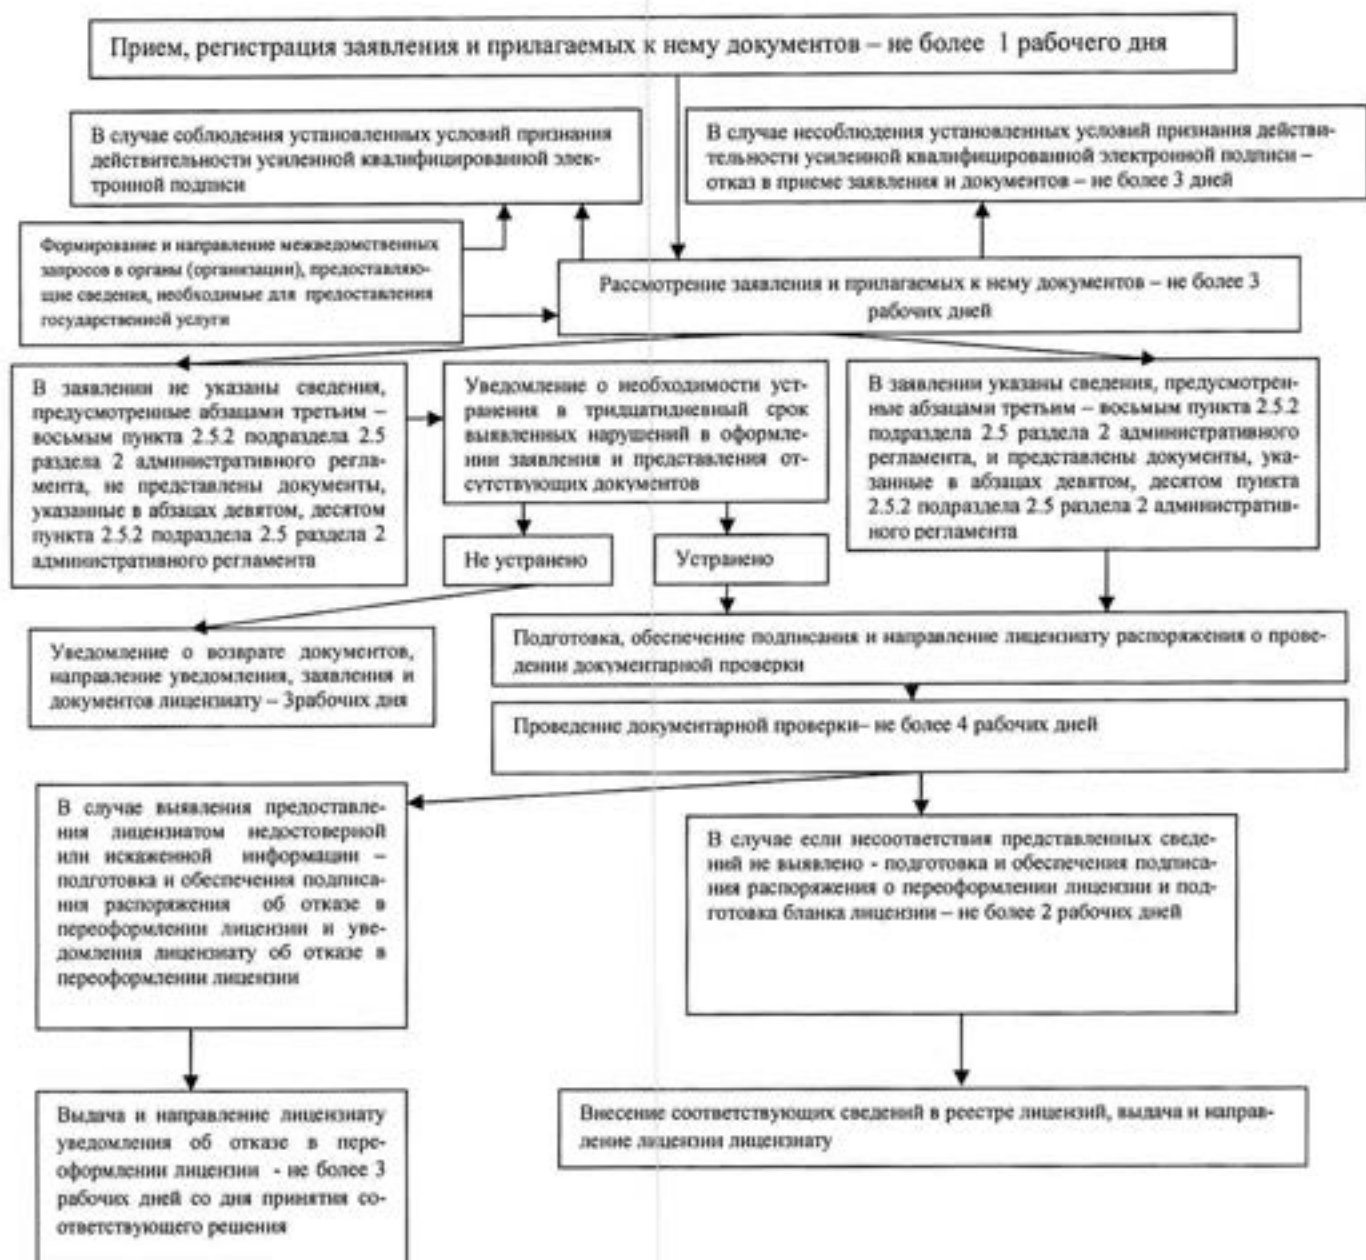 Прием, регистрация заявления и прилагаемых к нему документов – не более 1 рабочего дня
В случае соблюдения установленных условий признания
действительности усиленной квалифицированной элек-
тронной подписи
В случае несоблюдения установленных условий признания действи-
тельности усиленной квалифицированной электронной подписи –
отказ в приеме заявления и документов – не более 3 дней
Формирование и направление межведомственных
запросов в органы (организации), предоставляю-
щие сведения, необходимые для предоставления
государственной услуги
Рассмотрение заявления и прилагаемых к нему документов – не более 3
рабочих дней
В заявлении не указаны сведения,
предусмотренные абзацами третьим –
восьмым пункта 2.5.2 подраздела 2.5
раздела 2 административного регла-
мента, не представлены документы,
указанные в абзацах девятом, десятом
пункта 2.5.2 подраздела 2.5 раздела 2
административного регламента
Уведомление о необходимости уст-
ранения в тридцатидневный срок
выявленных нарушений в оформле-
нии заявления и представления от-
сутствующих документов
В заявлении указаны сведения, предусмотрен-
ные абзацами третьим – восьмым пункта 2.5.2
подраздела 2.5 раздела 2 административного
регламента, и представлены документы, ука-
занные в абзацах девятом, десятом пункта
2.5.2 подраздела 2.5 раздела 2 административ-
ного регламента
Не устранено
Устранено
Уведомление о возврате документов,
направление уведомления, заявления и
документов лицензиату – 3рабочих дня
Подготовка, обеспечение подписания и направление лицензиату распоряжения о прове-
дении документарной проверки
Проведение документарной проверки– не более 4 рабочих дней
В случае выявления предоставле-
ния лицензиатом недостоверной
или искаженной информации –
подготовка и обеспечения подписа-
ния распоряжения об отказе в
переоформлении лицензии и уве-
домления лицензиату об отказе в
переоформлении лицензии
В случае если несоответствия представленных сведе-
ний не выявлено - подготовка и обеспечения подписа-
ния распоряжения о переоформлении лицензии и под-
готовка бланка лицензии – не более 2 рабочих дней
Выдача и направление лицензиату
уведомления об отказе в пере-
оформлении лицензии - не более 3
рабочих дней со дня принятия со-
ответствующего решения
Внесение соответствующих сведений в реестре лицензий, выдача и направ-
ление лицензии лицензиату